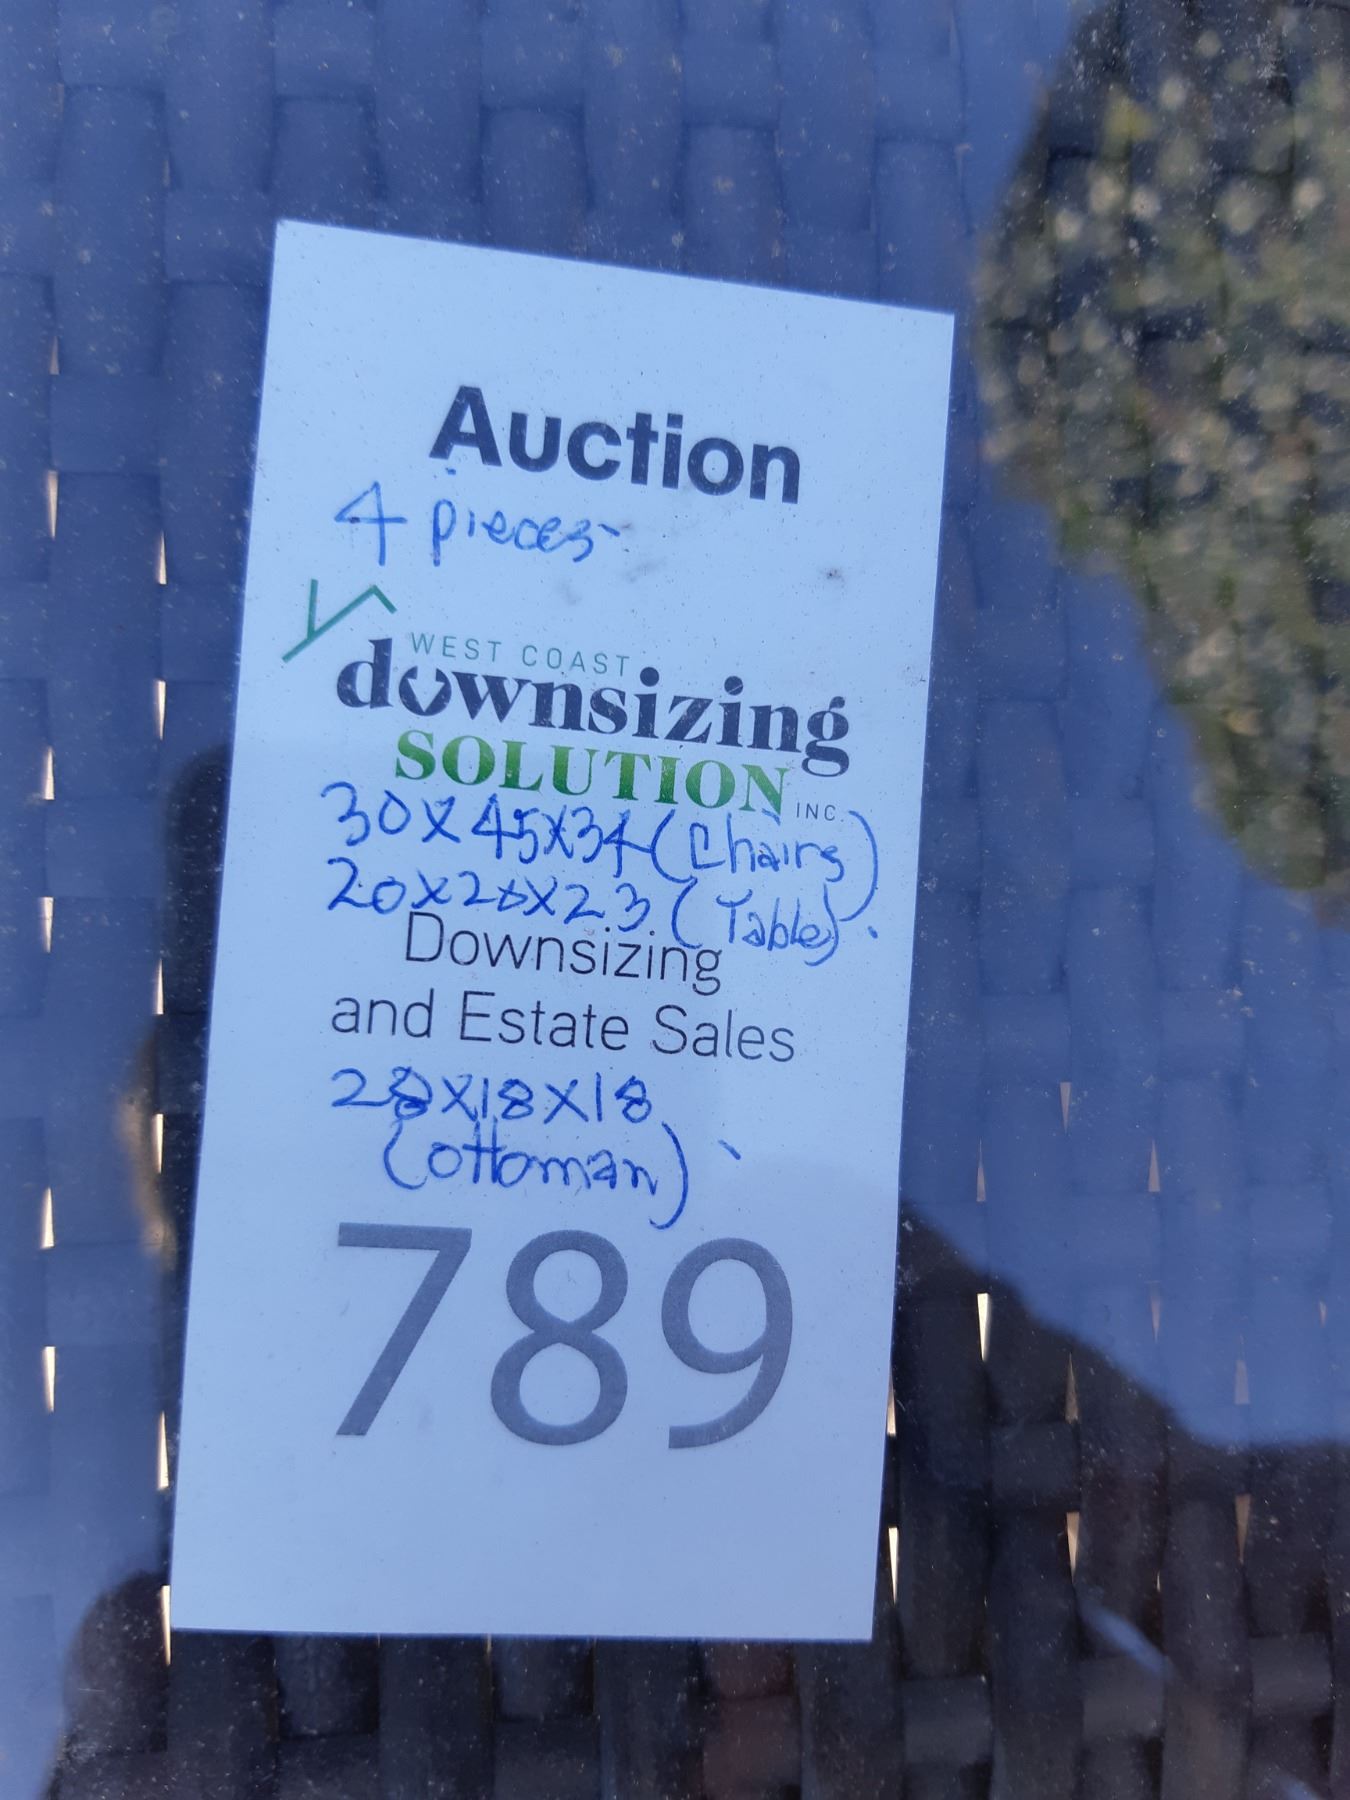 Auction
4 pieces
WEST COAST
downsizing
SOLUTION INC.
30x45x34 (Chairs)
20x20x23 (Table)
Downsizing
and Estate Sales
28x18x18
(ottoman)
789